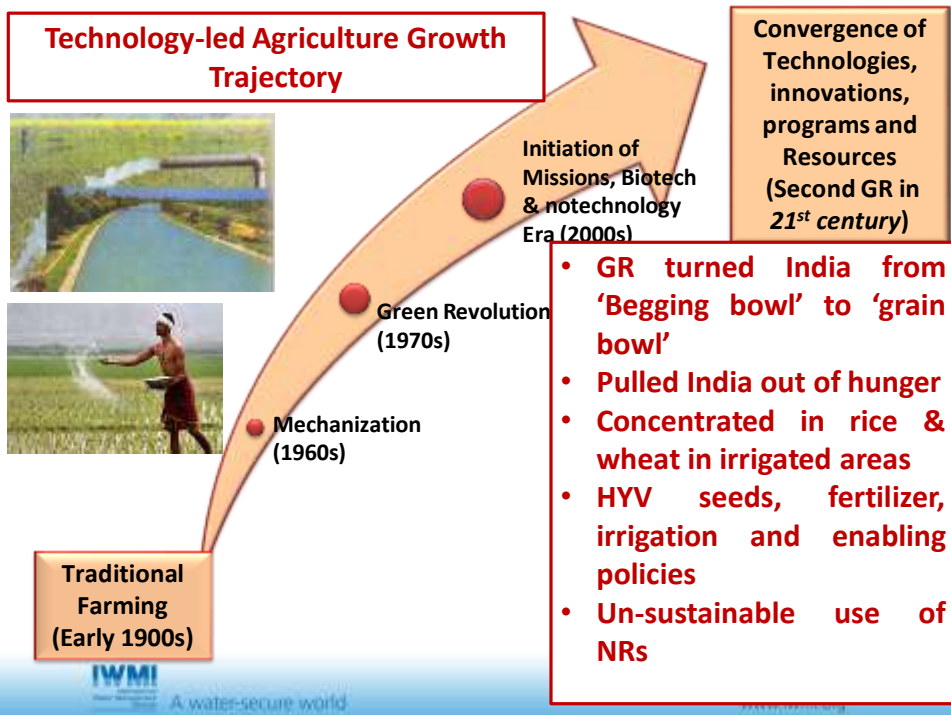 Technology-led Agriculture Growth
Trajectory
Convergence of
Technologies,
innovations,
programs and
Resources
(Second GR in
21st century)
Initiation of
Missions, Biotech
& notechnology
Era (2000s)
Green Revolution
(1970s)
Mechanization
(1960s)
Traditional
Farming
(Early 1900s)
• GR turned India from
‘Begging bowl’ to ‘grain
bowl’
• Pulled India out of hunger
• Concentrated in rice &
wheat in irrigated areas
• HYV seeds, fertilizer,
irrigation and enabling
policies
• Un-sustainable use of
NRs
IWMI
A water-secure world